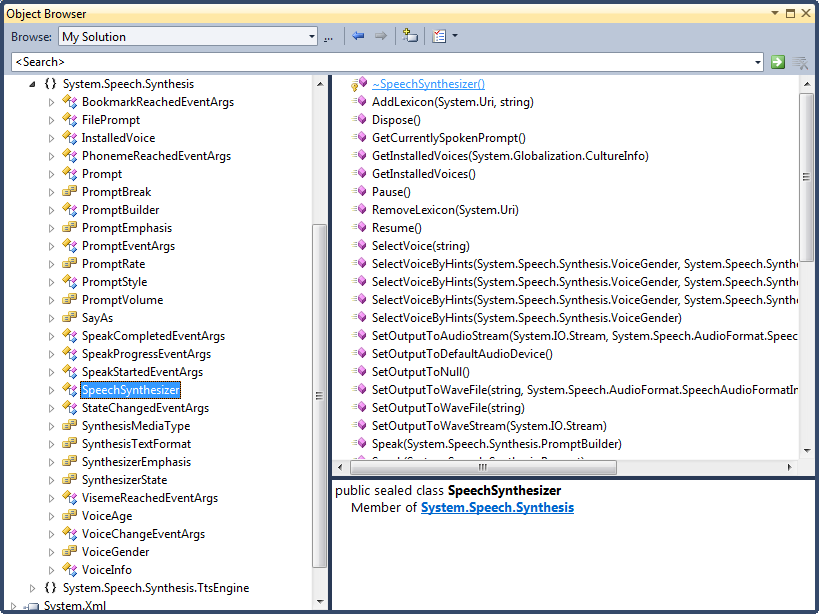 Object Browser
Browse: My Solution ...
<Search>
{} System.Speech.Synthesis
BookmarkReachedEventArgs
FilePrompt
InstalledVoice
PhonemeReachedEventArgs
Prompt
PromptBreak
PromptBuilder
PromptEmphasis
PromptEventArgs
PromptRate
PromptStyle
PromptVolume
SayAs
SpeakCompletedEventArgs
SpeakProgressEventArgs
SpeakStartedEventArgs
SpeechSynthesizer
StateChangedEventArgs
SynthesisMediaType
SynthesisTextFormat
SynthesizerEmphasis
SynthesizerState
VisemeReachedEventArgs
VoiceAge
VoiceChangeEventArgs
VoiceGender
VoiceInfo
{} System.Speech.Synthesis.TtsEngine
System.Xml
~SpeechSynthesizer()
AddLexicon(System.Uri, string)
Dispose()
GetCurrentlySpokenPrompt()
GetInstalledVoices(System.Globalization.CultureInfo)
GetInstalledVoices()
Pause()
RemoveLexicon(System.Uri)
Resume()
SelectVoice(string)
SelectVoiceByHints(System.Speech.Synthesis.VoiceGender, System.Speech.Synthe
SelectVoiceByHints(System.Speech.Synthesis.VoiceGender, System.Speech.Synthe
SelectVoiceByHints(System.Speech.Synthesis.VoiceGender, System.Speech.Synthe
SelectVoiceByHints(System.Speech.Synthesis.VoiceGender)
SetOutputToAudioStream(System.IO.Stream, System.Speech.AudioFormat.Speec
SetOutputToDefaultAudioDevice()
SetOutputToNull()
SetOutputToWaveFile(string, System.Speech.AudioFormat.SpeechAudioFormatIn
SetOutputToWaveFile(string)
SetOutputToWaveStream(System.IO.Stream)
Speak(System.Speech.Synthesis.PromptBuilder)
public sealed class SpeechSynthesizer
Member of System.Speech.Synthesis